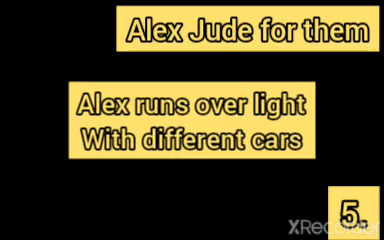 Alex Jude for them
Alex runs over light
With different cars
5.
XRecorder